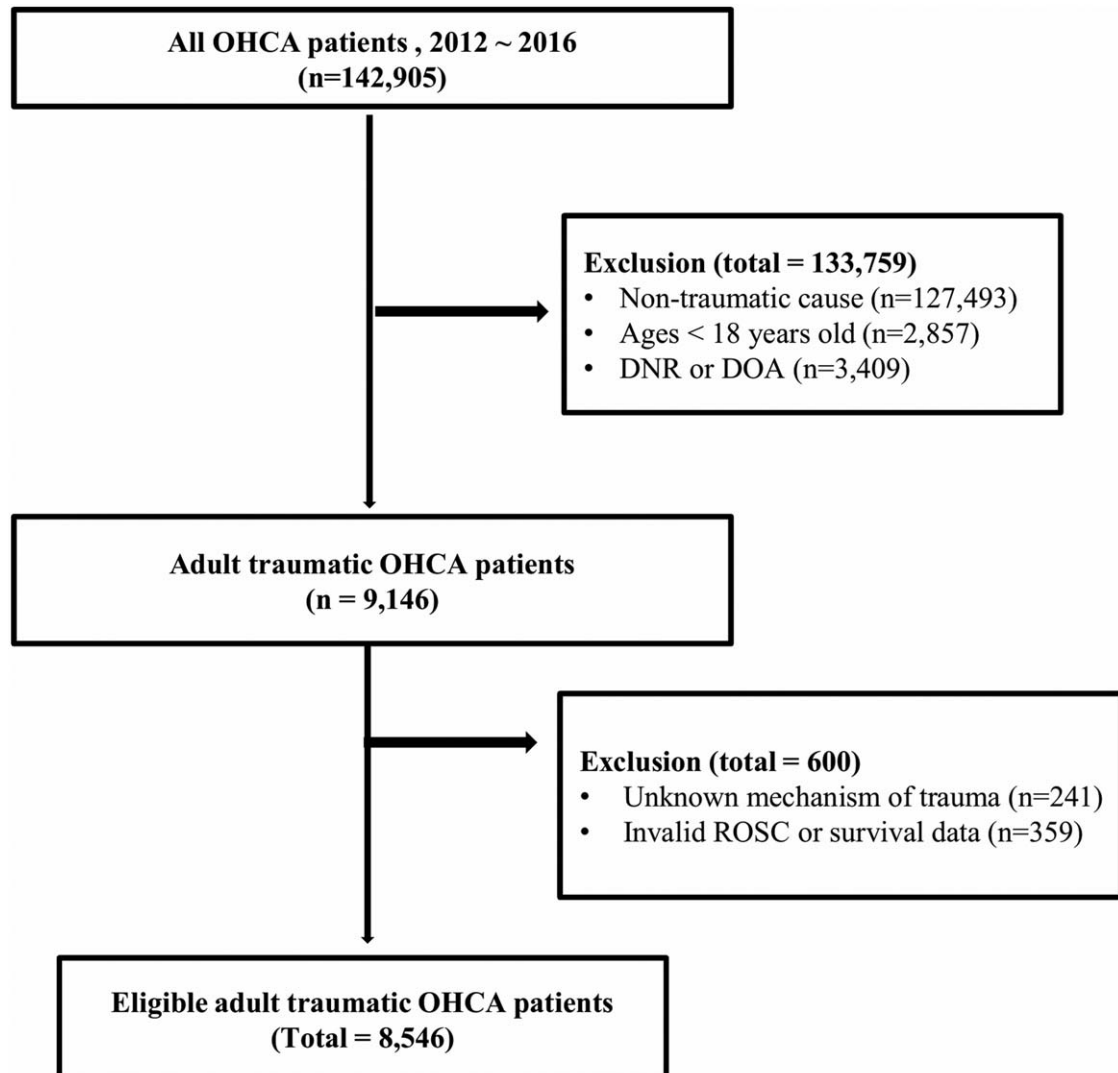 All OHCA patients , 2012 ~ 2016
(n=142,905)
Exclusion (total = 133,759)
• Non-traumatic cause (n=127,493)
• Ages < 18 years old (n=2,857)
• DNR or DOA (n=3,409)
Adult traumatic OHCA patients
(n = 9,146)
Exclusion (total = 600)
• Unknown mechanism of trauma (n=241)
• Invalid ROSC or survival data (n=359)
Eligible adult traumatic OHCA patients
(Total = 8,546)